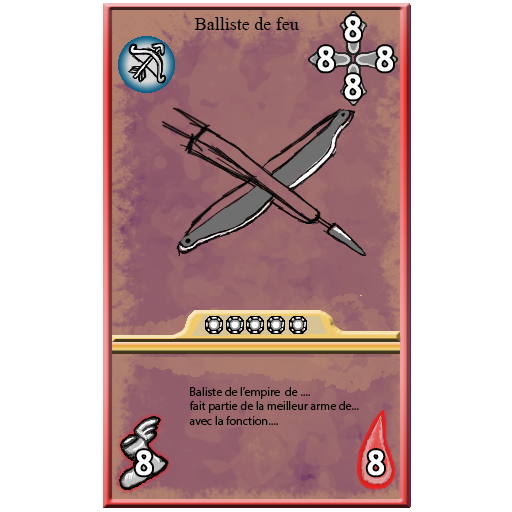 Balliste de feu
8
8 8
8
Baliste de l'empire de ....
fait partie de la meilleur arme de...
avec la fonction....
8 8